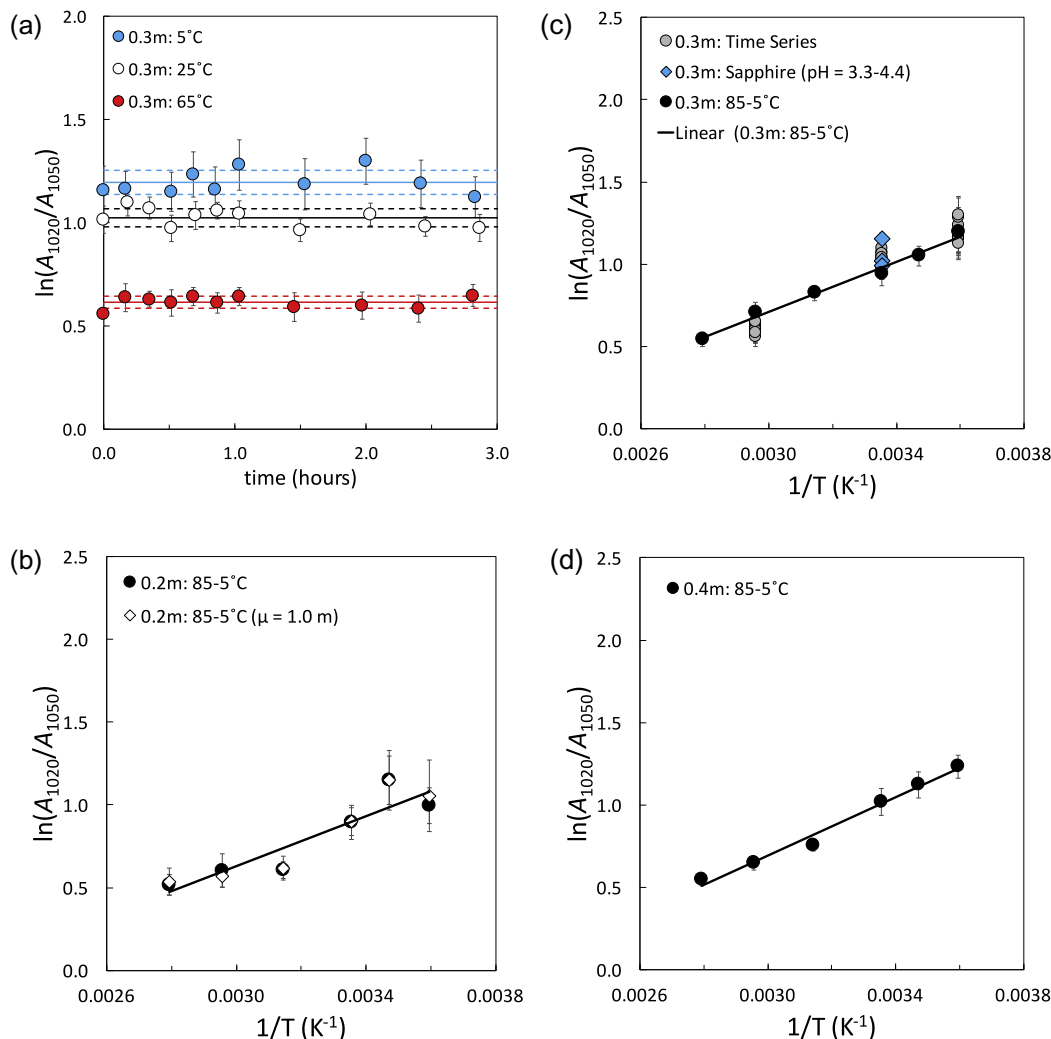 (a)
2.0
1.5
1.0
0.5
0.0
ln(A1020/A1050)
0.3m: 5˚C
0.3m: 25˚C
0.3m: 65˚C
0.0 1.0 2.0 3.0
time (hours)
(c)
2.5
2.0
1.5
1.0
0.5
0.0
ln(A1020/A1050)
0.3m: Time Series
0.3m: Sapphire (pH = 3.3-4.4)
0.3m: 85-5˚C
Linear (0.3m: 85-5˚C)
0.0026 0.0030 0.0034 0.0038
1/T (K-1)
(b)
2.5
2.0
1.5
1.0
0.5
0.0
ln(A1020/A1050)
0.2m: 85-5˚C
0.2m: 85-5˚C (μ = 1.0 m)
0.0026 0.0030 0.0034 0.0038
1/T (K-1)
(d)
2.5
2.0
1.5
1.0
0.5
0.0
ln(A1020/A1050)
0.4m: 85-5˚C
0.0026 0.0030 0.0034 0.0038
1/T (K-1)